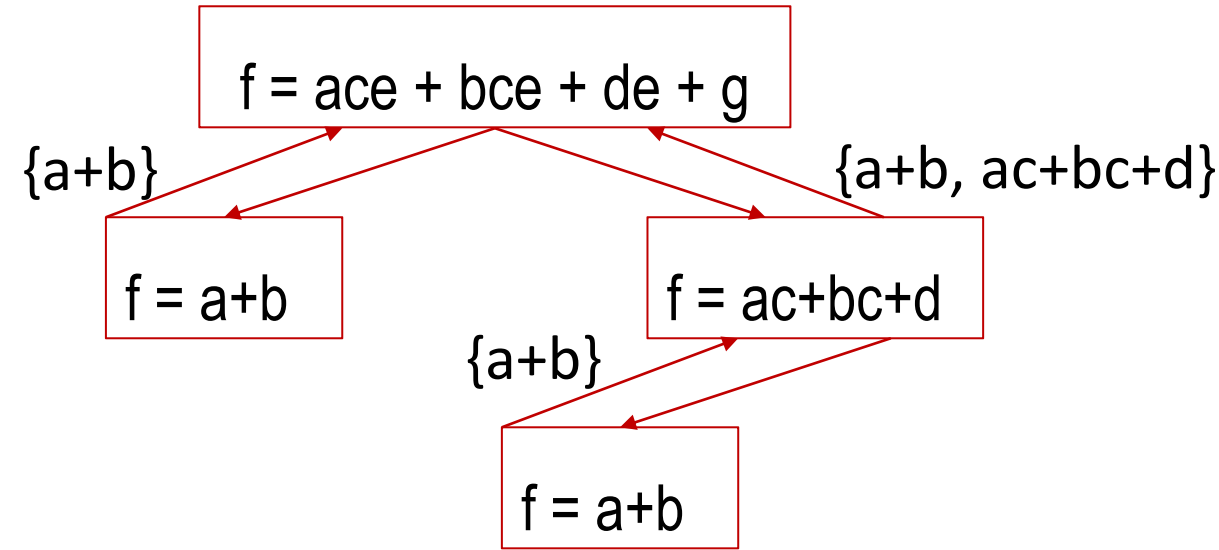 f = ace + bce + de + g
{a+b}
{a+b, ac+bc+d}
f = a+b
f = ac+bc+d
{a+b}
f = a+b